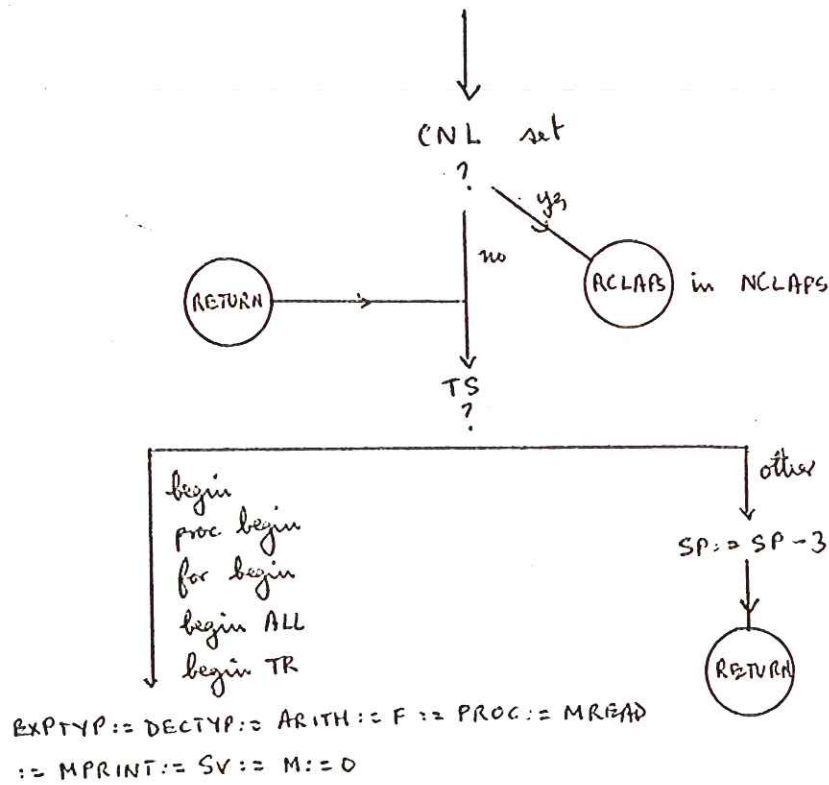 CNL set
?
yes
no
RETURN
RCLAPS in NCLAPS
TS
?
other
begin
proc begin
for begin
begin ALL
begin TR
SP:= SP-3
RETURN
EXPTYP:= DECTYP:= ARITH:= F := PROC:= MREAD
:= MPRINT:= SV:= M:=0